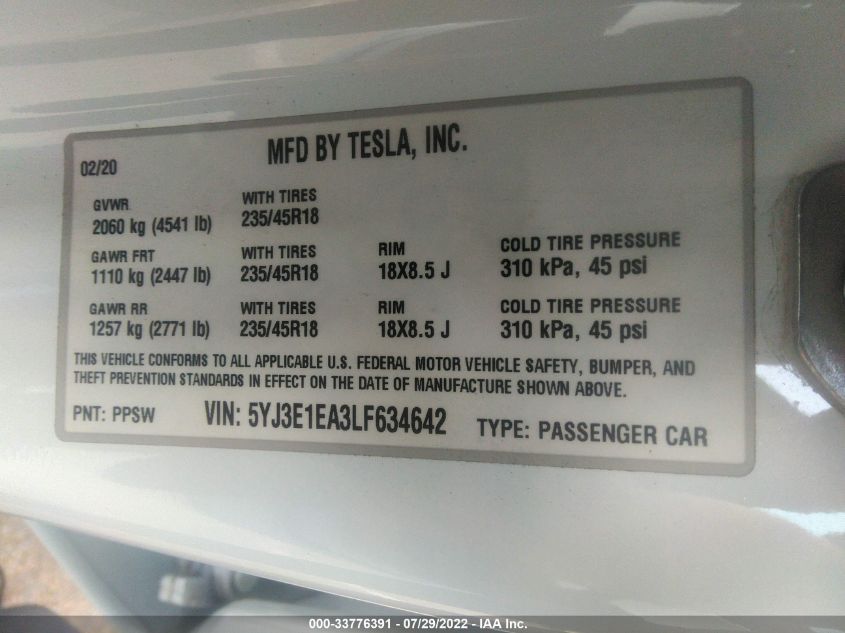 MFD BY TESLA, INC.
02/20
GVWR WITH TIRES
2060 kg (4541 lb) 235/45R18
GAWR FRT WITH TIRES RIM COLD TIRE PRESSURE
1110 kg (2447 lb) 235/45R18 18X8.5 J 310 kPa, 45 psi
GAWR RR WITH TIRES RIM COLD TIRE PRESSURE
1257 kg (2771 lb) 235/45R18 18X8.5 J 310 kPa, 45 psi
THIS VEHICLE CONFORMS TO ALL APPLICABLE U.S. FEDERAL MOTOR VEHICLE SAFETY, BUMPER, AND
THEFT PREVENTION STANDARDS IN EFFECT ON THE DATE OF MANUFACTURE SHOWN ABOVE.
PNT: PPSW VIN: 5YJ3E1EA3LF634642 TYPE: PASSENGER CAR
000-33776391 - 07/29/2022 - IAA Inc.